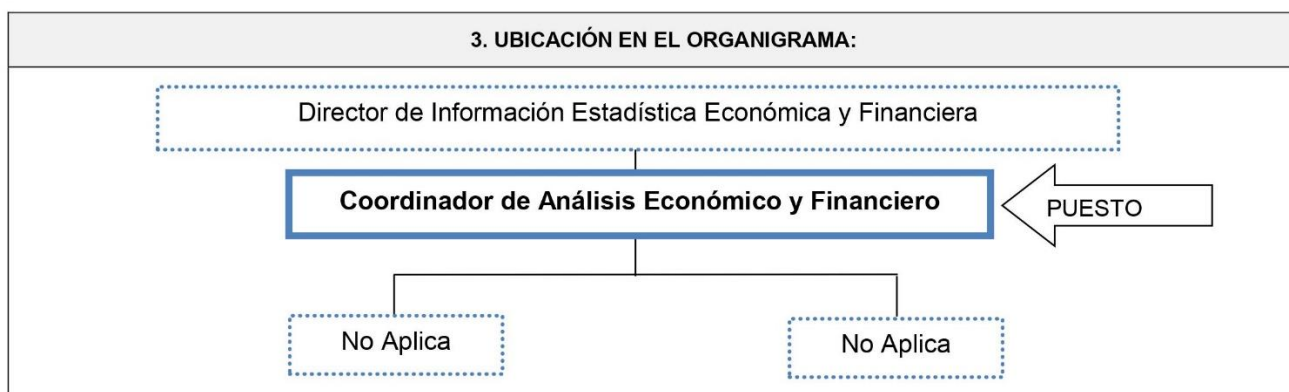 3. UBICACIÓN EN EL ORGANIGRAMA:
Director de Información Estadística Económica y Financiera
Coordinador de Análisis Económico y Financiero
PUESTO
No Aplica
No Aplica